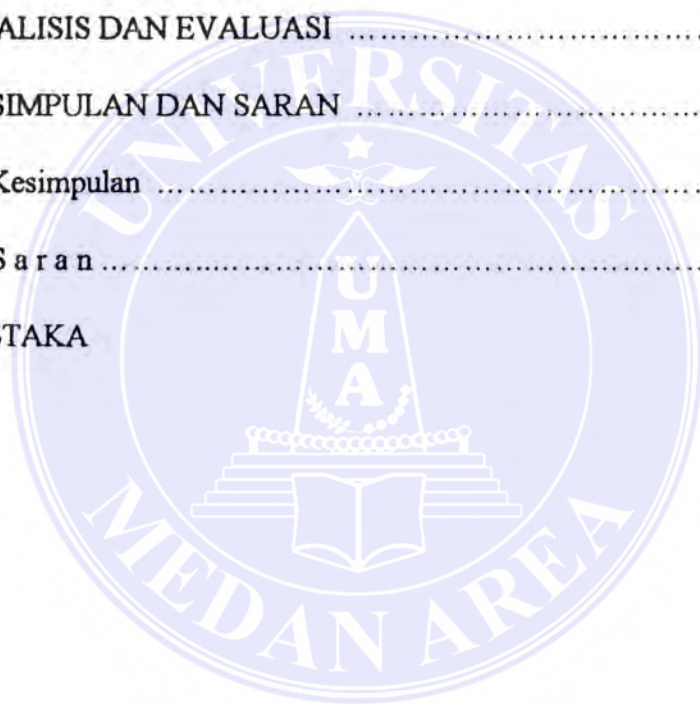 ALISIS DAN EVALUASI ..............................
SIMPULAN DAN SARAN ..............................
Kesimpulan ..............................
S a r a n ..............................
STAKA
UNIVERSITAS
UMA
MEDAN AREA